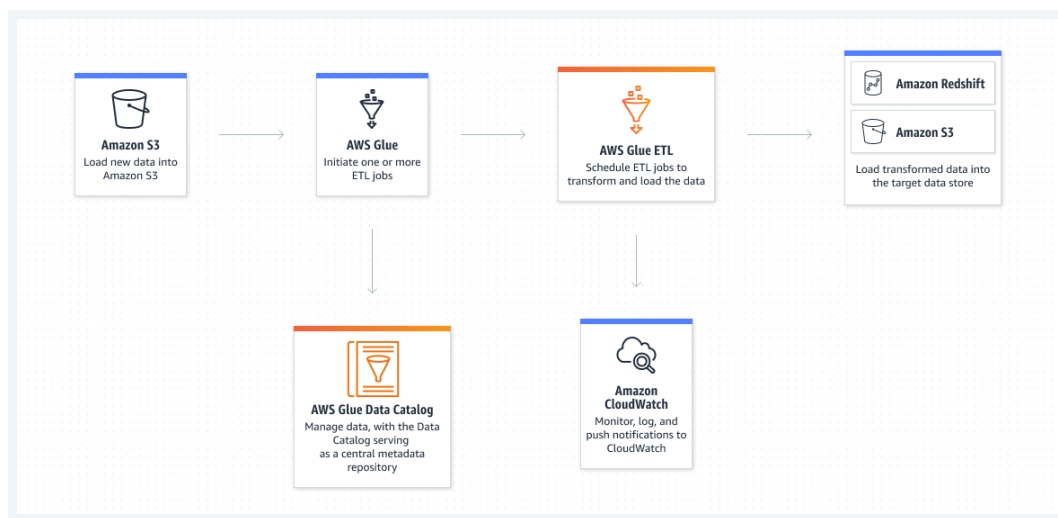 Amazon S3
Load new data into
Amazon S3
AWS Glue
Initiate one or more
ETL jobs
AWS Glue ETL
Schedule ETL jobs to
transform and load the data
Amazon Redshift
Amazon S3
Load transformed data into
the target data store
AWS Glue Data Catalog
Manage data, with the Data
Catalog serving
as a central metadata
repository
Amazon
CloudWatch
Monitor, log, and
push notifications to
CloudWatch